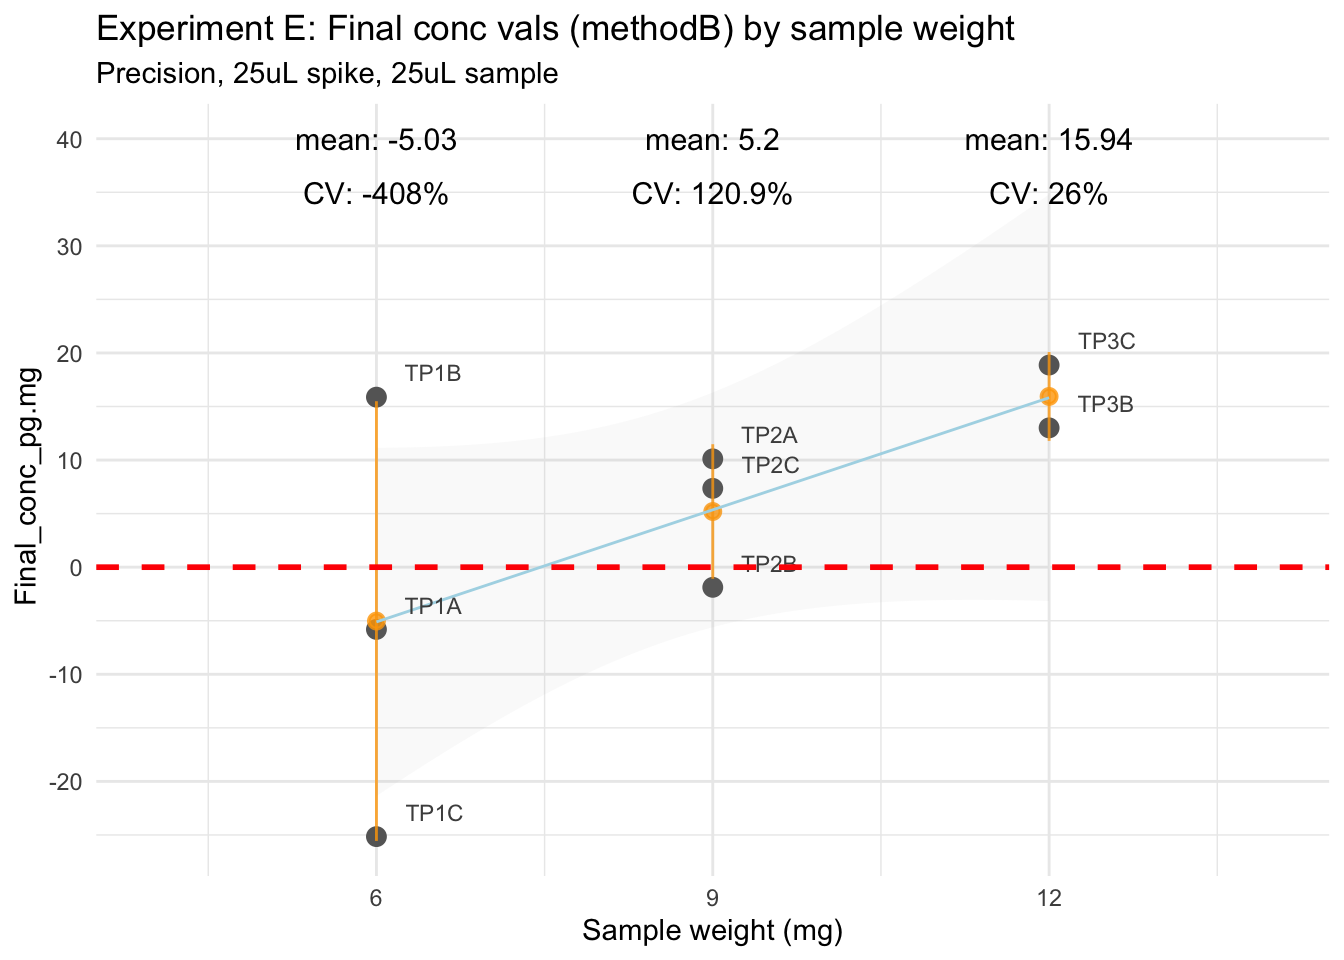 Experiment E: Final conc vals (methodB) by sample weight
Precision, 25uL spike, 25uL sample
mean: -5.03
mean: 5.2
mean: 15.94
CV: -408%
CV: 120.9%
CV: 26%
40
30
20
10
0
-10
-20
Final_conc_pg.mg
TP1B
TP1A
TP1C
TP2A
TP2C
TP2B
TP3C
TP3B
6
9
12
Sample weight (mg)